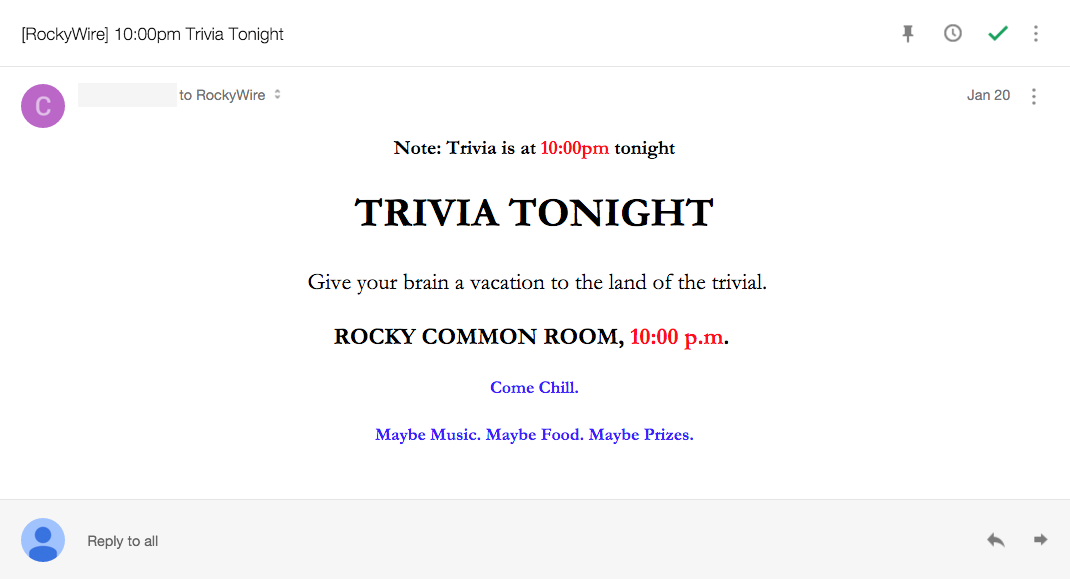 [RockyWire] 10:00pm Trivia Tonight
C
to RockyWire
Jan 20
Note: Trivia is at 10:00pm tonight
TRIVIA TONIGHT
Give your brain a vacation to the land of the trivial.
ROCKY COMMON ROOM, 10:00 p.m.
Come Chill.
Maybe Music. Maybe Food. Maybe Prizes.
Reply to all